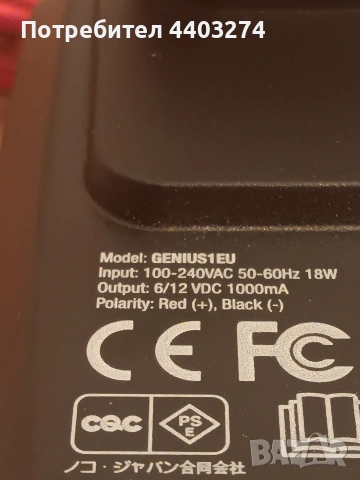 Потребител 4403274
Model: GENIUS1EU
Input: 100-240VAC 50-60Hz 18W
Output: 6/12 VDC 1000mA
Polarity: Red (+), Black (-)
CE FC
CQC PSE
ノコ・ジャパン合同会社
BAZAR